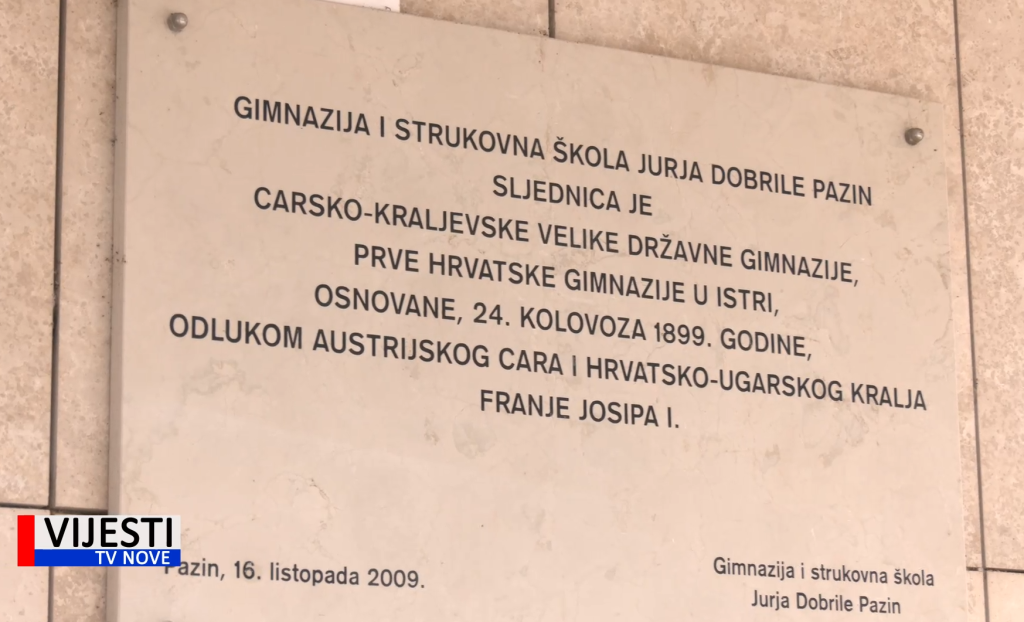 GIMNAZIJA I STRUKOVNA ŠKOLA JURJA DOBRILE PAZIN
SLJEDNICA JE
CARSKO-KRALJEVSKE VELIKE DRŽAVNE GIMNAZIJE,
PRVE HRVATSKE GIMNAZIJE U ISTRI,
OSNOVANE, 24. KOLOVOZA 1899. GODINE,
ODLUKOM AUSTRIJSKOG CARA I HRVATSKO-UGARSKOG KRALJA
FRANJE JOSIPA I.
Pazin, 16. listopada 2009.
Gimnazija i strukovna škola
Jurja Dobrile Pazin
VIJESTI
TV NOVE